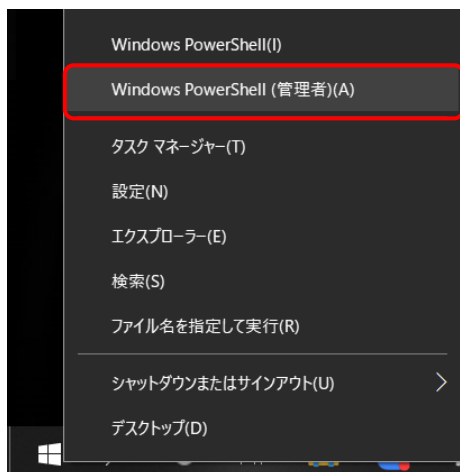 Windows PowerShell(I)
Windows PowerShell (管理者)(A)
タスク マネージャー(T)
設定(N)
エクスプローラー(E)
検索(S)
ファイル名を指定して実行(R)
シャットダウンまたはサインアウト(U)
デスクトップ(D)